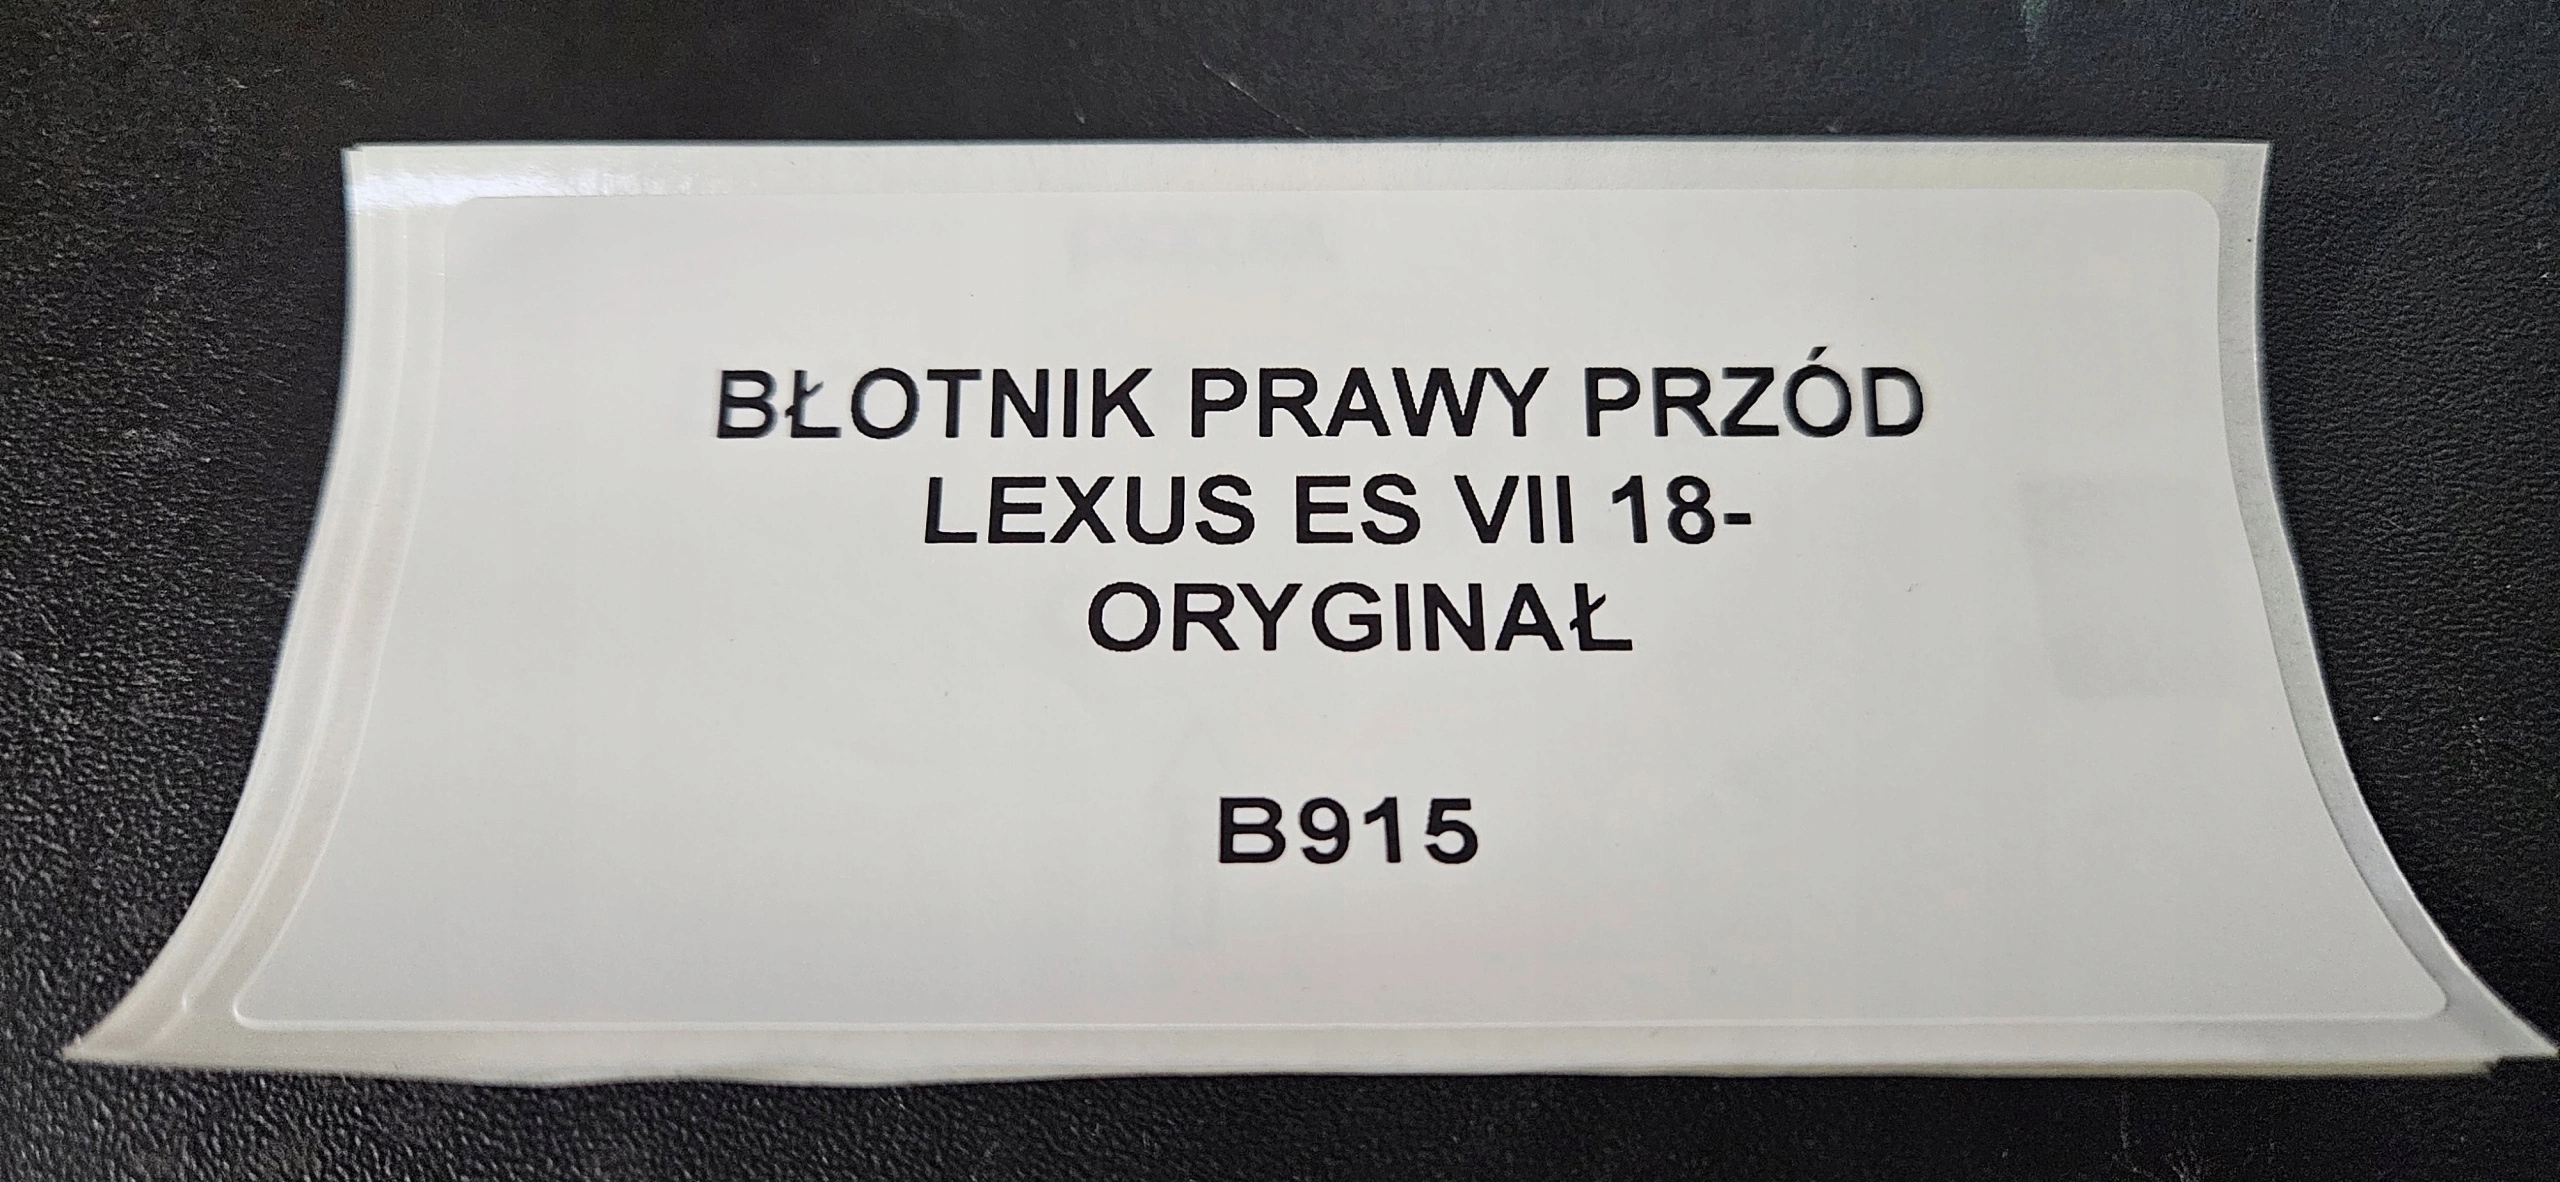 BŁOTNIK PRAWY PRZÓD
LEXUS ES VII 18-
ORYGINAŁ
B915